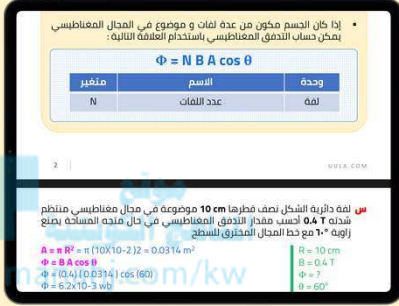 إذا كان الجسم مكون من عدة لفات و موضوع في المجال المغناطيسي
يمكن حساب التدفق المغناطيسي باستخدام العلاقة التالية :
Φ = N B A cos θ
متغير الاسم وحدة
N عدد اللفات لفة
2
UULA.COM
س لفة دائرية الشكل نصف قطرها 10 cm موضوعة في مجال مغناطيسي منتظم
شدته 0.4 T أحسب مقدار التدفق المغناطيسي في حال متجه المساحة يصنع
زاوية ٦٠° مع خط المجال المخترق للسطح
A = π R² = π (10X10-2 )2 = 0.0314 m²
Φ = B A cos θ
Φ = (0.4) ( 0.0314 ) cos (60)
Φ = 6.2x10-3 wb
R = 10 cm
B = 0.4 T
Φ = ?
θ = 60°
موقع
.com/kw